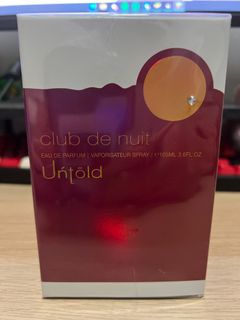 club de nuit
EAU DE PARFUM | VAPORISATEUR SPRAY / 105ML 3.6FL.OZ
Untold